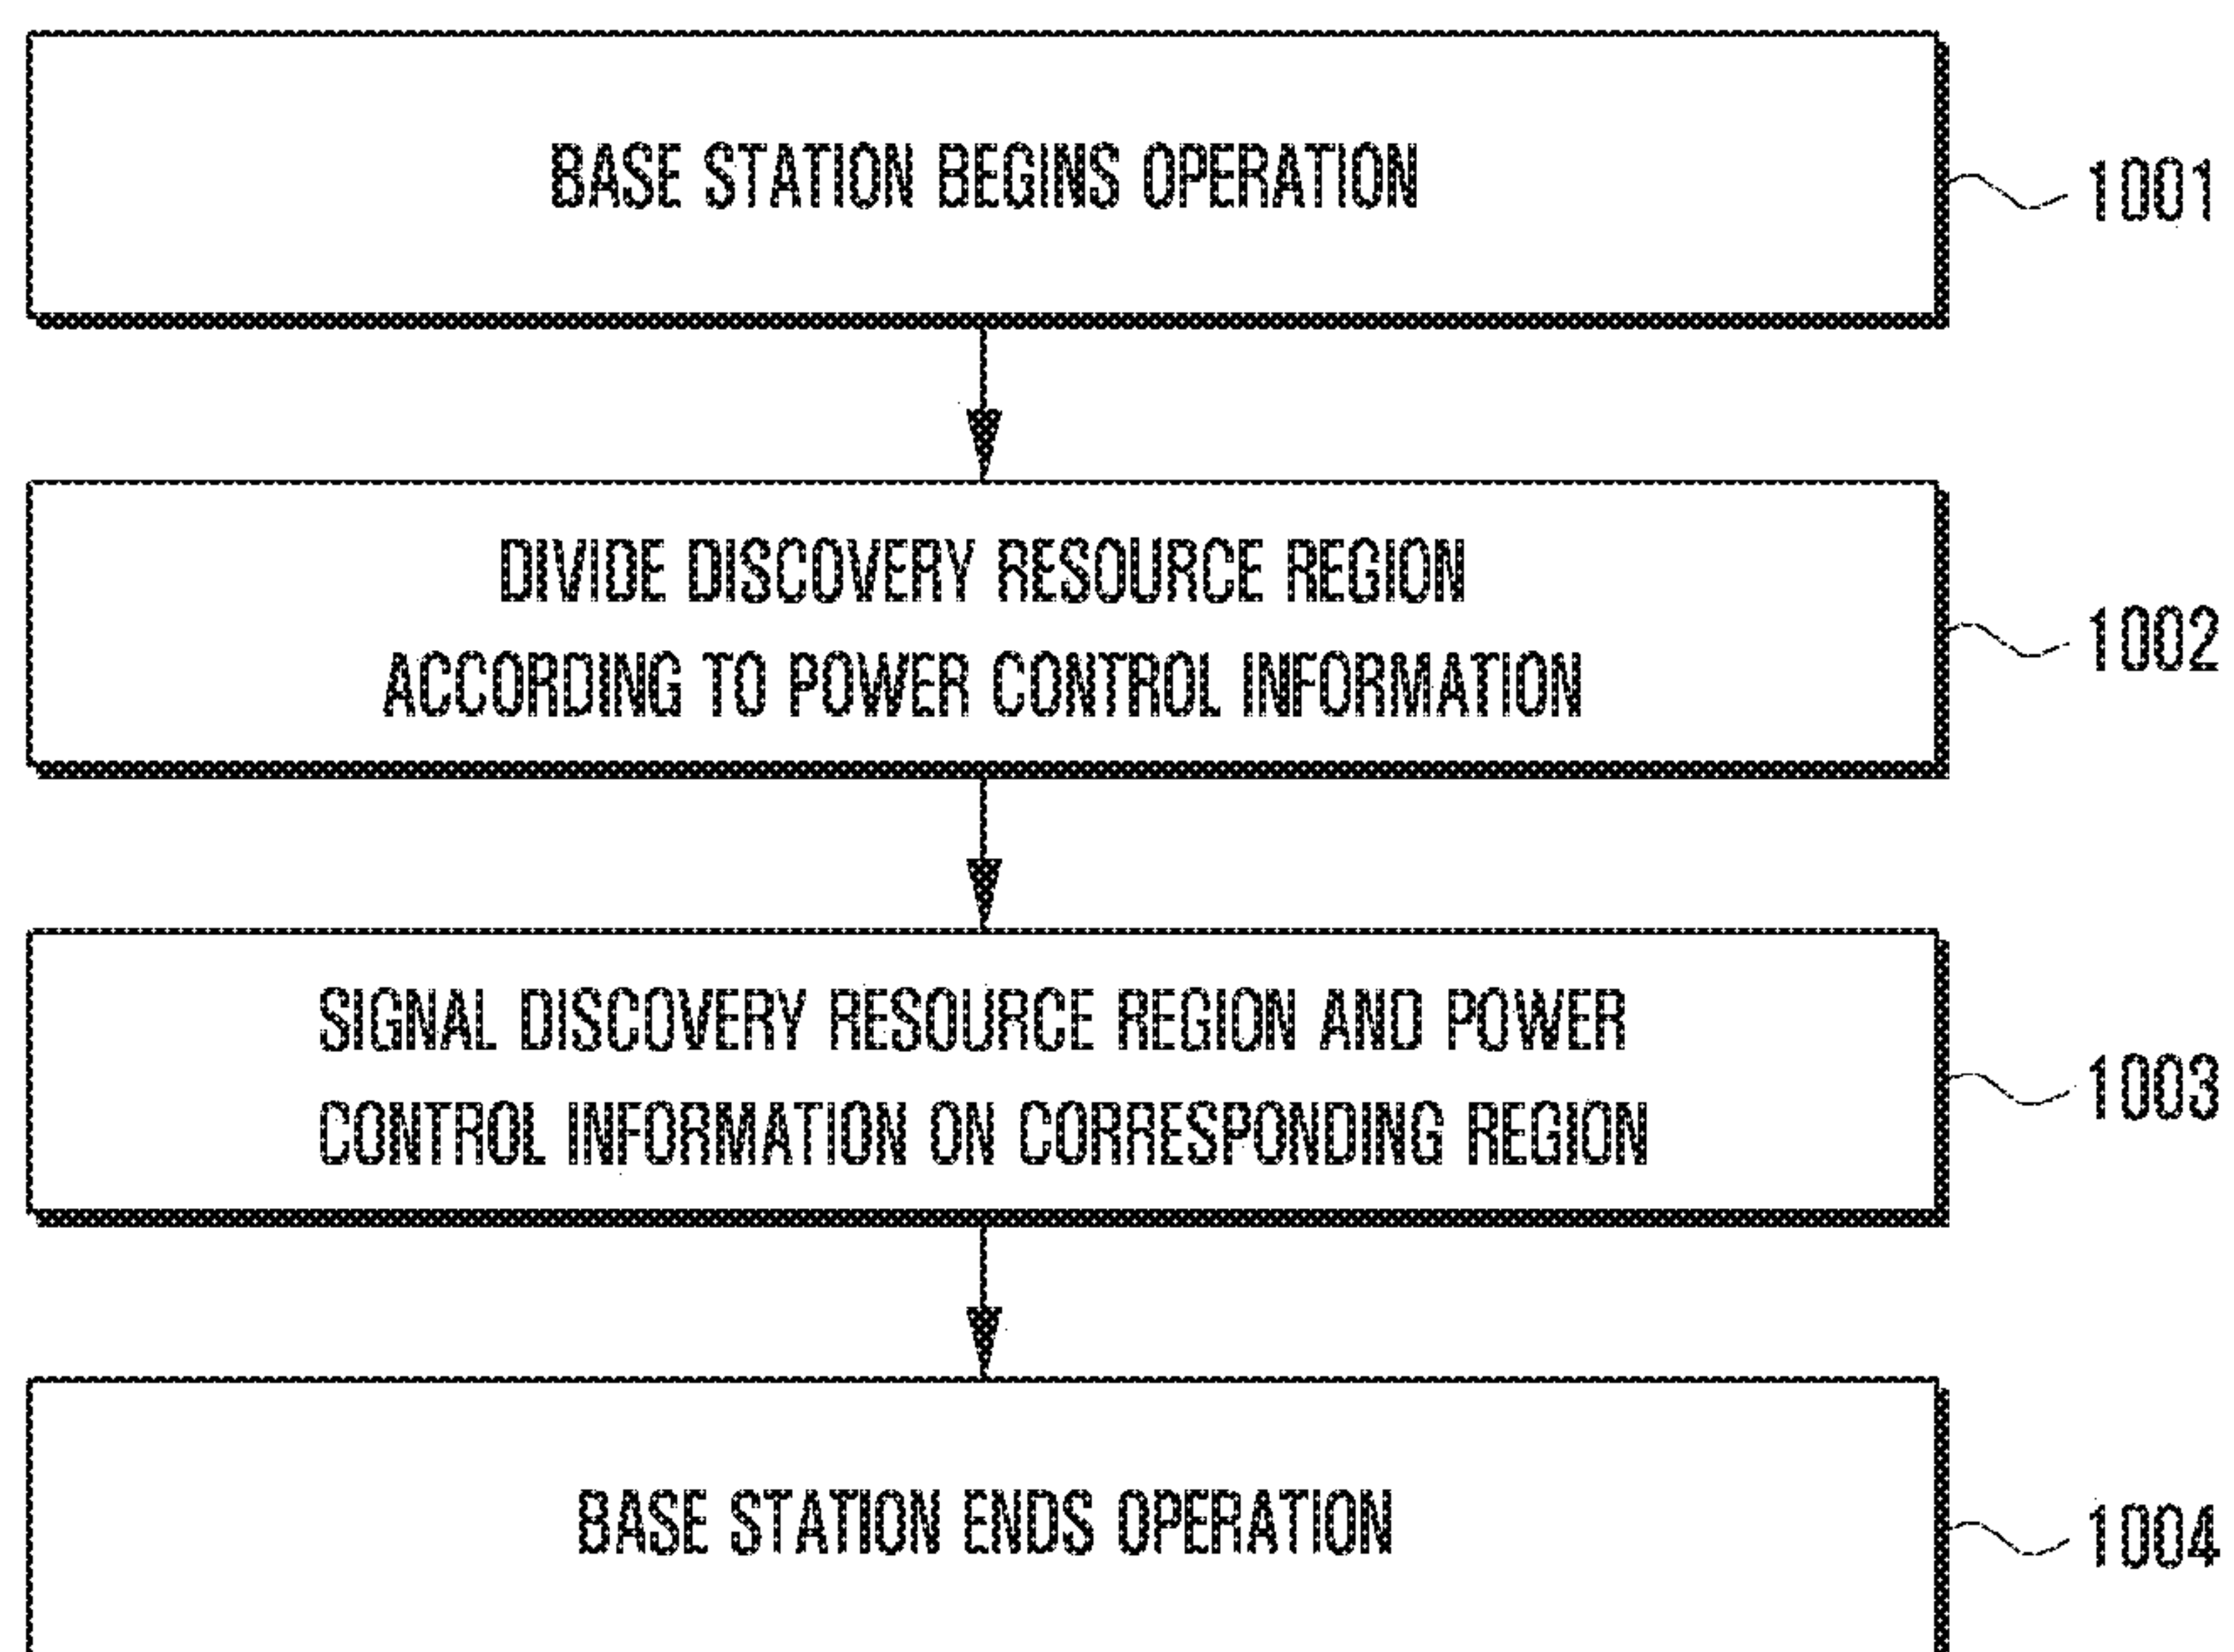 BASE STATION BEGINS OPERATION
1001
DIVIDE DISCOVERY RESOURCE REGION
ACCORDING TO POWER CONTROL INFORMATION
1002
SIGNAL DISCOVERY RESOURCE REGION AND POWER
CONTROL INFORMATION ON CORRESPONDING REGION
1003
BASE STATION ENDS OPERATION
1004